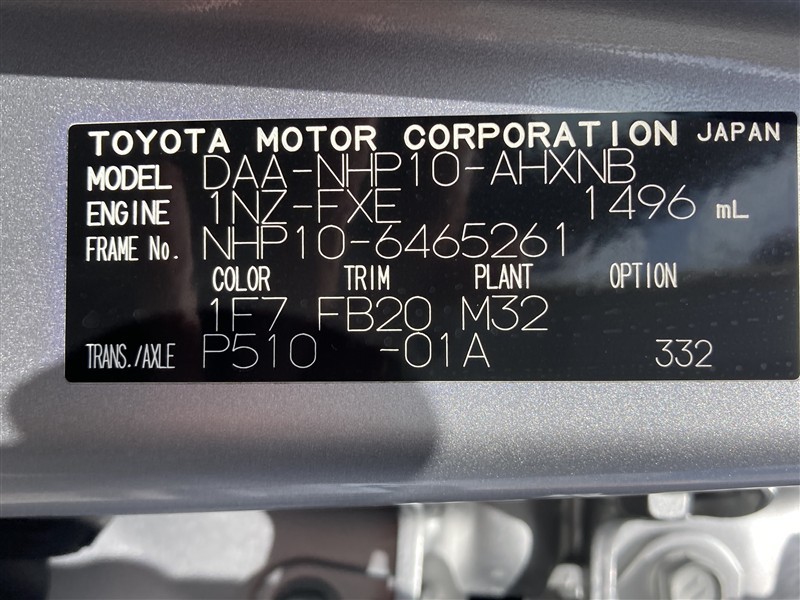 TOYOTA MOTOR CORPORATION JAPAN
MODEL DAA-NHP10-AHXNB
ENGINE 1NZ-FXE 1496 mL
FRAME No. NHP10-6465261
COLOR TRIM PLANT OPTION
1F7 FB20 M32
TRANS./AXLE P510 -01A 332